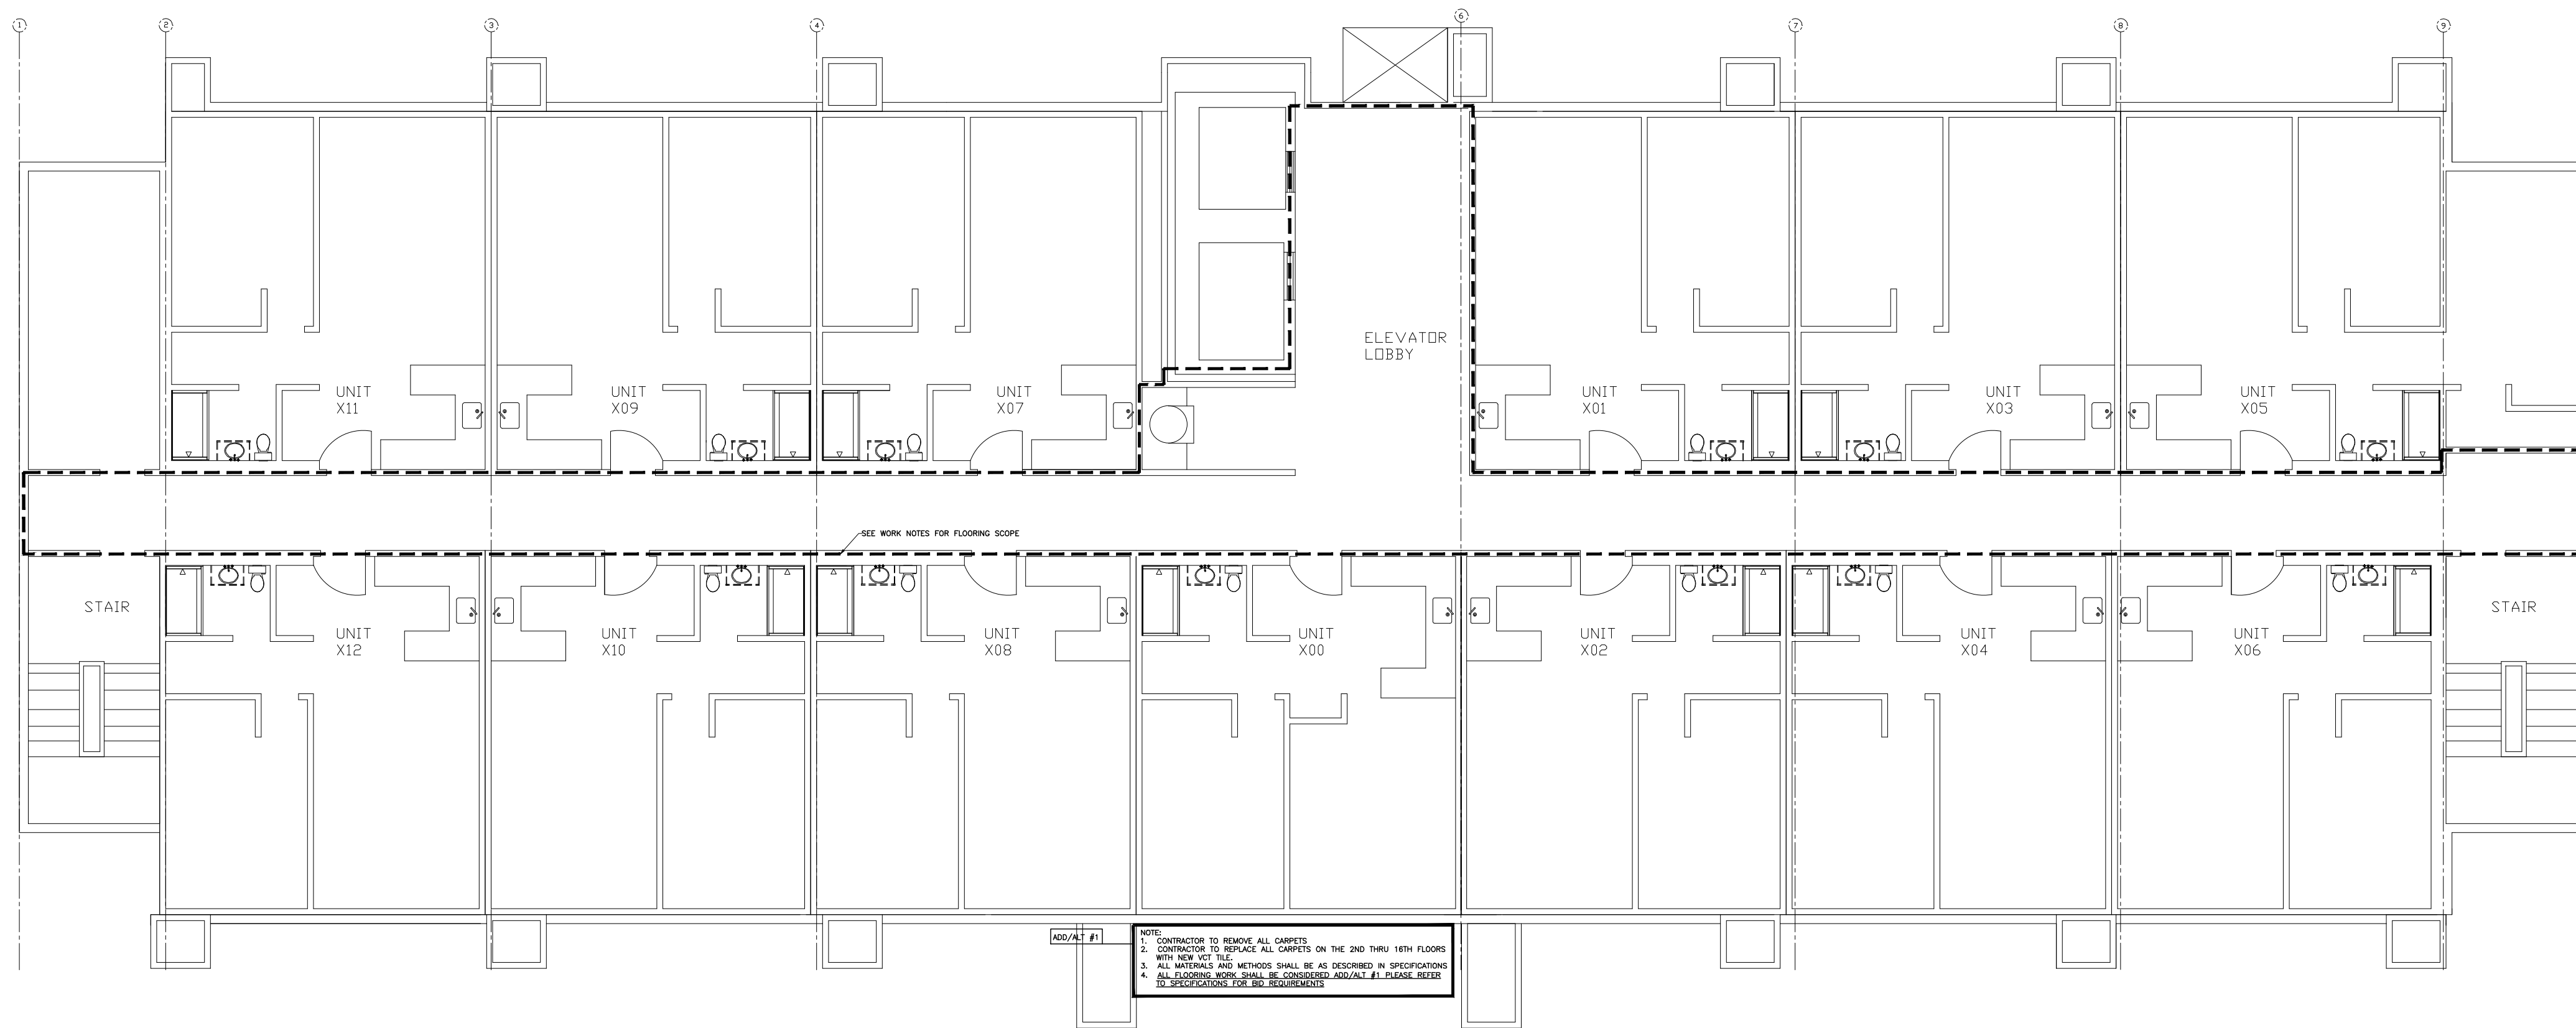 1
2
3
4
6
7
8
9
ELEVATOR
LOBBY
UNIT
X11
UNIT
X09
UNIT
X07
UNIT
X01
UNIT
X03
UNIT
X05
SEE WORK NOTES FOR FLOORING SCOPE
STAIR
UNIT
X12
UNIT
X10
UNIT
X08
UNIT
X00
UNIT
X02
UNIT
X04
UNIT
X06
STAIR
ADD/ALT #1
NOTE:
1. CONTRACTOR TO REMOVE ALL CARPETS
2. CONTRACTOR TO REPLACE ALL CARPETS ON THE 2ND THRU 16TH FLOORS
WITH NEW VCT TILE.
3. ALL MATERIALS AND METHODS SHALL BE AS DESCRIBED IN SPECIFICATIONS
4. ALL FLOORING WORK SHALL BE CONSIDERED ADD/ALT #1 PLEASE REFER
TO SPECIFICATIONS FOR BID REQUIREMENTS